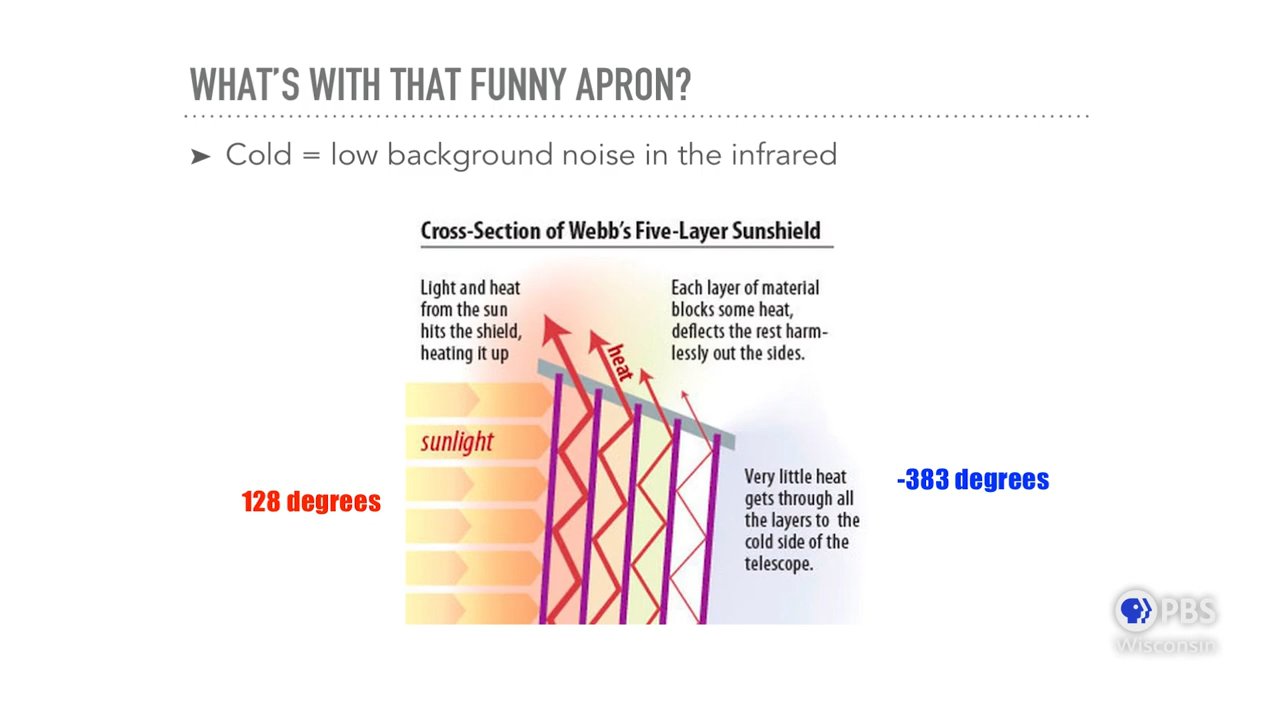 WHAT'S WITH THAT FUNNY APRON?
➤ Cold = low background noise in the infrared
Cross-Section of Webb's Five-Layer Sunshield
Light and heat
from the sun
hits the shield,
heating it up
Each layer of material
blocks some heat,
deflects the rest harm-
lessly out the sides.
heat
sunlight
128 degrees
Very little heat
gets through all
the layers to the
cold side of the
telescope.
-383 degrees
PBS
Wisconsin